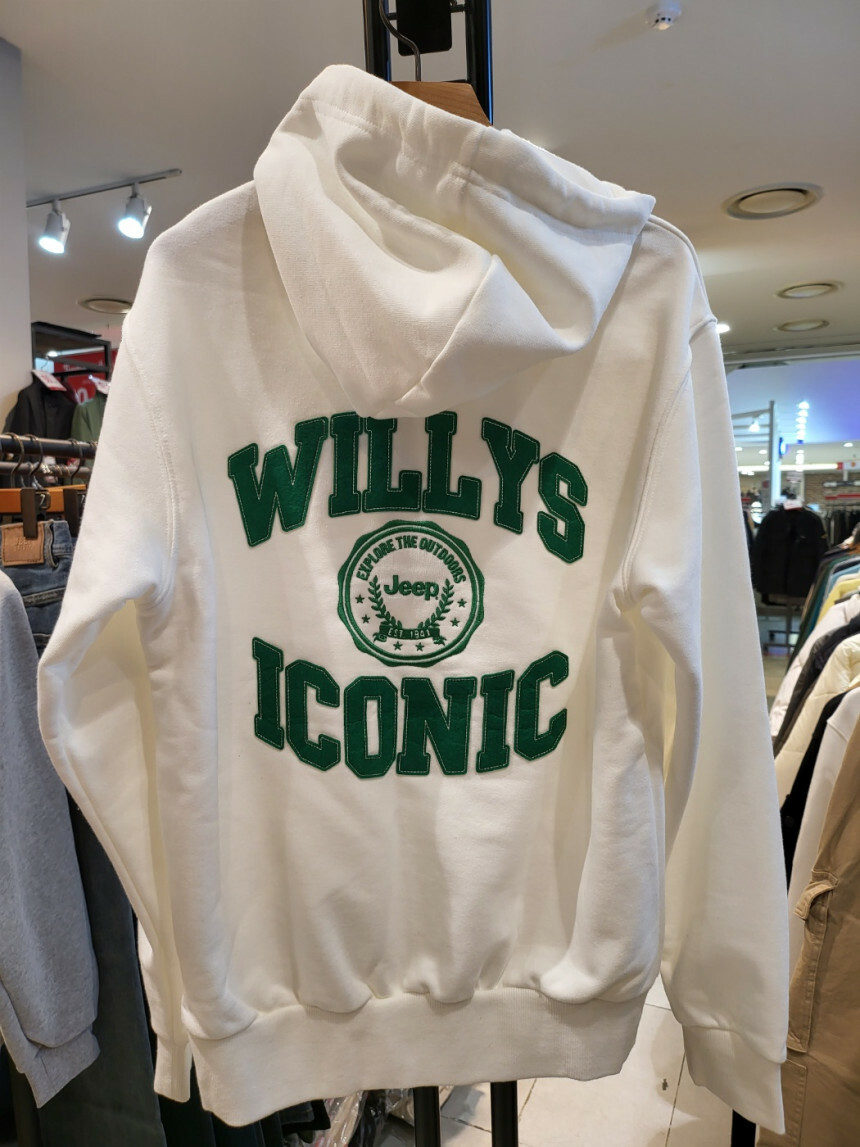 WILLYS
EXPLORE THE OUTDOORS
Jeep
EST. 1941
ICONIC